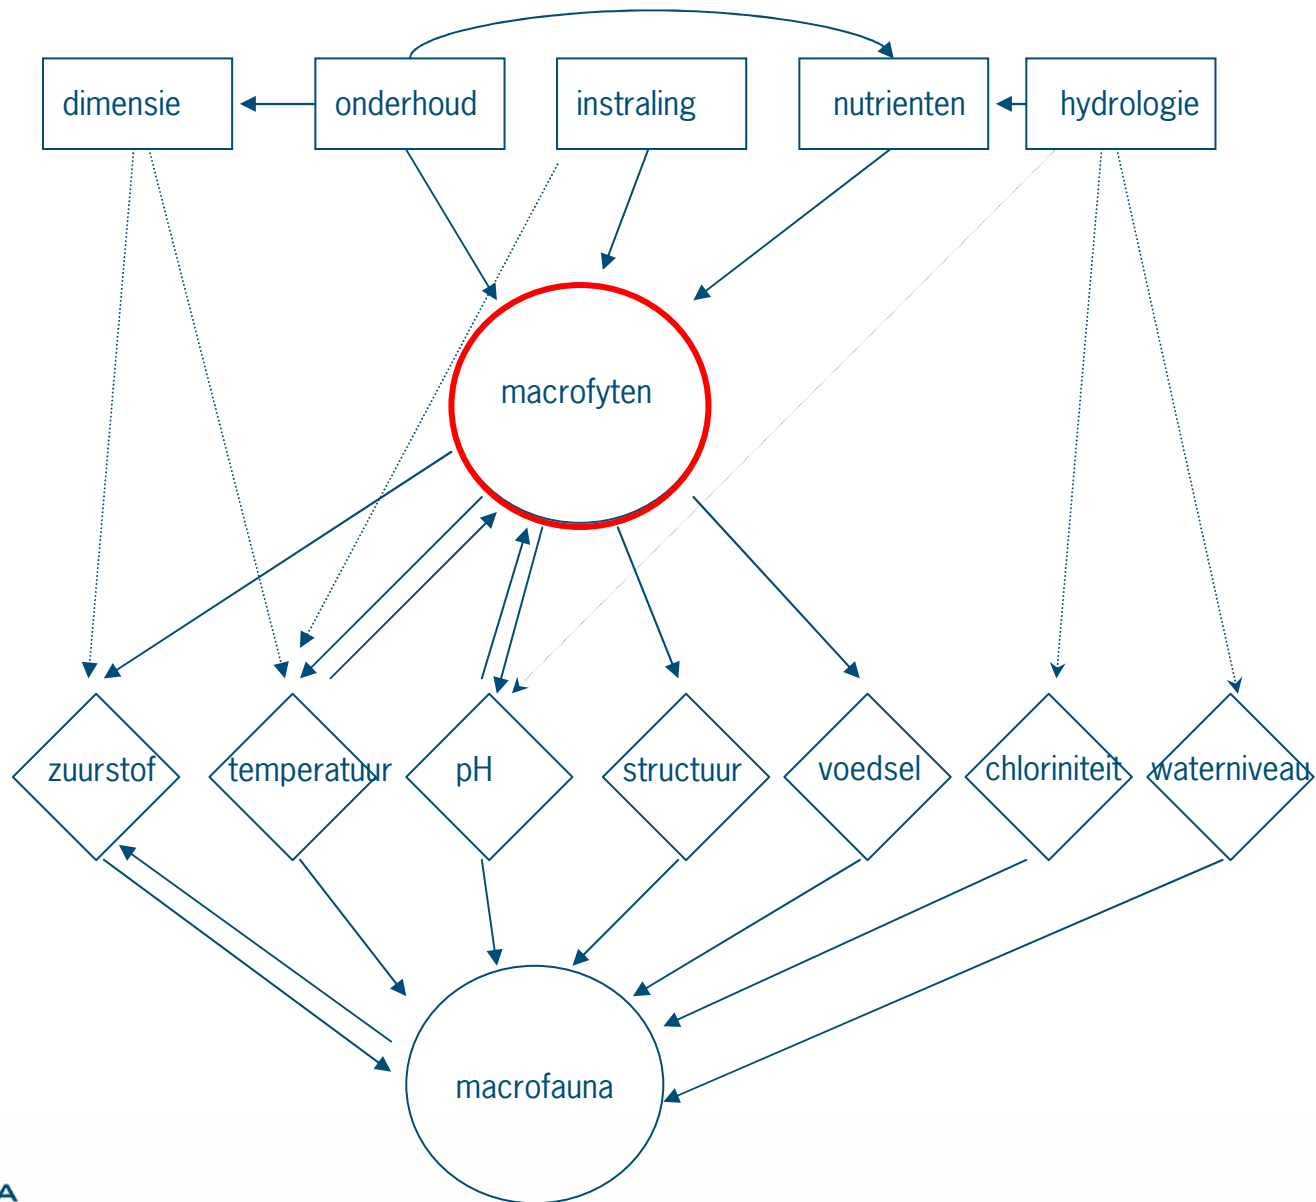 dimensie
onderhoud
instraling
nutrienten
hydrologie
macrofyten
zuurstof
temperatuur
pH
structuur
voedsel
chloriniteit
waterniveau
macrofauna
A